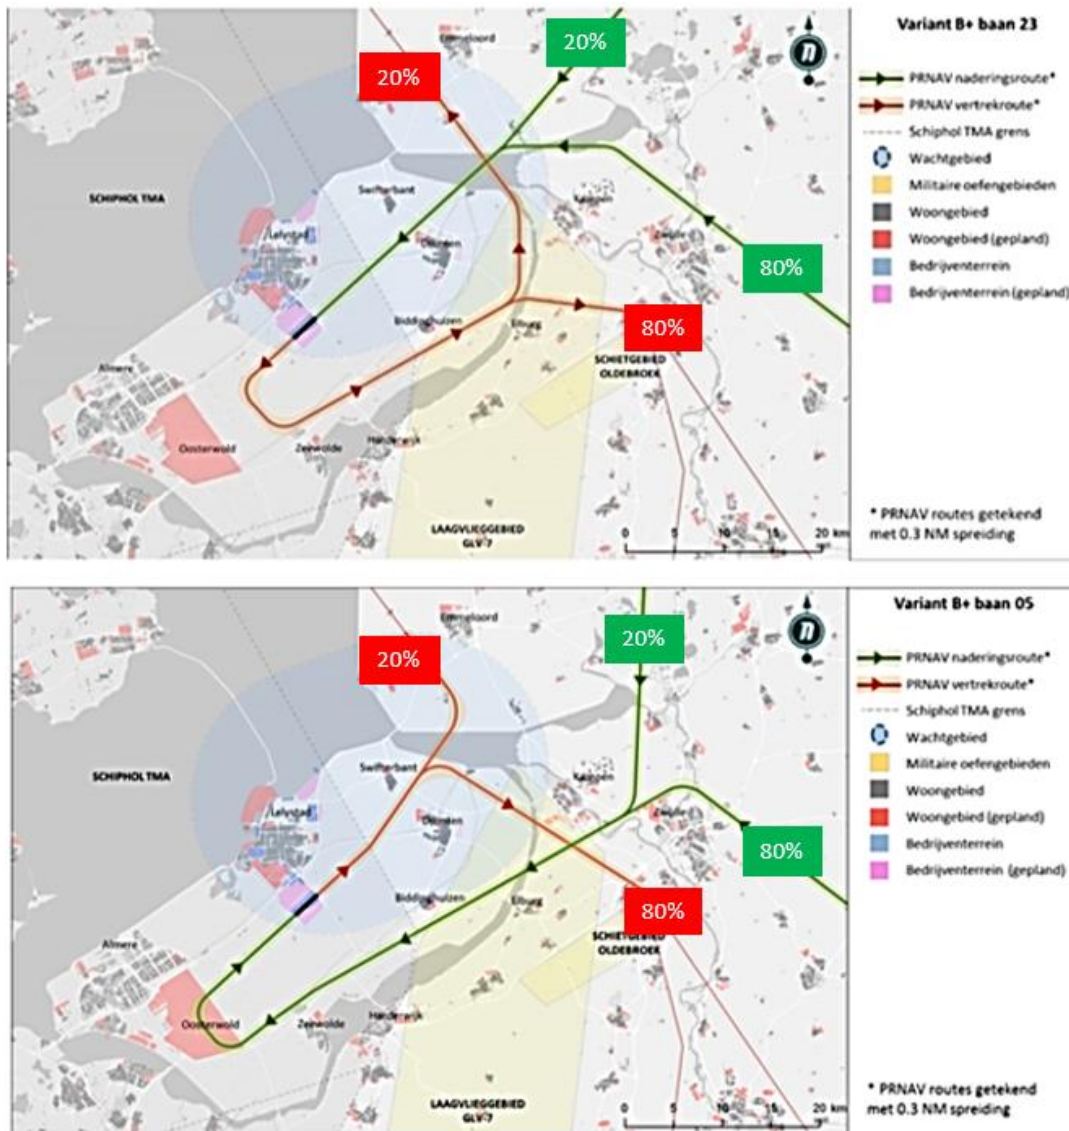 Variant B+ baan 23
PRNAV naderingsroute*
PRNAV vertrekroute*
Schiphol TMA grens
Wachtgebied
Militaire oefengebieden
Woongebied
Woongebied (gepland)
Bedrijventerrein
Bedrijventerrein (gepland)
* PRNAV routes getekend
met 0.3 NM spreiding
n
Emmeloord
20%
20%
SCHIPHOL TMA
Swifterbant
Kampen
Lelystad
Dronten
Zwolle
80%
Biddinghuizen
Elburg
80%
SCHIETGEBIED
OLDEBROEK
Almere
Oosterwold
Zeewolde
Harderwijk
LAAGVLIEGGEBIED
GLV-7
0 5 10 15 20 km
Variant B+ baan 05
PRNAV naderingsroute*
PRNAV vertrekroute*
Schiphol TMA grens
Wachtgebied
Militaire oefengebieden
Woongebied
Woongebied (gepland)
Bedrijventerrein
Bedrijventerrein (gepland)
* PRNAV routes getekend
met 0.3 NM spreiding
n
Emmeloord
20%
20%
SCHIPHOL TMA
Swifterbant
Kampen
Lelystad
Dronten
Zwolle
80%
Biddinghuizen
Elburg
80%
SCHIETGEBIED
OLDEBROEK
Almere
Oosterwold
Zeewolde
Harderwijk
LAAGVLIEGGEBIED
GLV-7
0 5 10 15 20 km